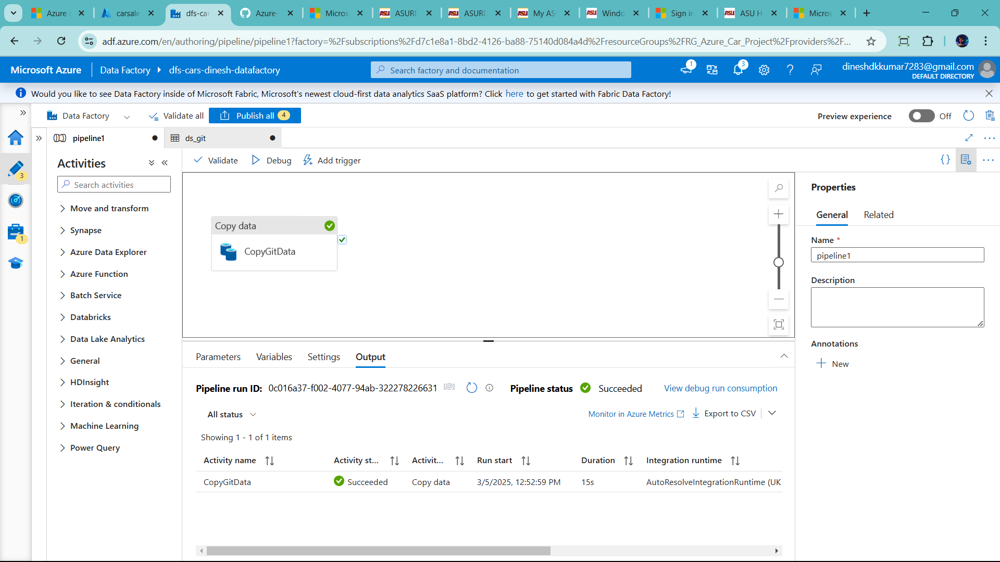 Azure
carsale
dfs-car
Azure-
Micros
ASURI
ASURI
My AS
Windo
Sign in
ASU H
Micros
adf.azure.com/en/authoring/pipeline/pipeline1?factory=%2Fsubscriptions%2Fd7c1e8a1-8bd2-4126-ba88-75140d084a4d%2FresourceGroups%2FRG_Azure_Car_Project%2Fproviders%2F...
Microsoft Azure
Data Factory
dfs-cars-dinesh-datafactory
Search factory and documentation
1
3
dineshdkkumar7283@gmail.com
DEFAULT DIRECTORY
Would you like to see Data Factory inside of Microsoft Fabric, Microsoft's newest cloud-first data analytics SaaS platform? Click here to get started with Fabric Data Factory!
Data Factory
Validate all
Publish all 4
Preview experience
Off
pipeline1
ds_git
3
1
Activities
Search activities
Move and transform
Synapse
Azure Data Explorer
Azure Function
Batch Service
Databricks
Data Lake Analytics
General
HDInsight
Iteration & conditionals
Machine Learning
Power Query
Validate
Debug
Add trigger
Copy data
CopyGitData
Parameters
Variables
Settings
Output
Pipeline run ID: 0c016a37-f002-4077-94ab-322278226631
Pipeline status Succeeded
View debug run consumption
All status
Monitor in Azure Metrics
Export to CSV
Showing 1 - 1 of 1 items
Activity name
Activity st...
Activit...
Run start
Duration
Integration runtime
CopyGitData
Succeeded
Copy data
3/5/2025, 12:52:59 PM
15s
AutoResolveIntegrationRuntime (UK
Properties
General
Related
Name *
pipeline1
Description
Annotations
New